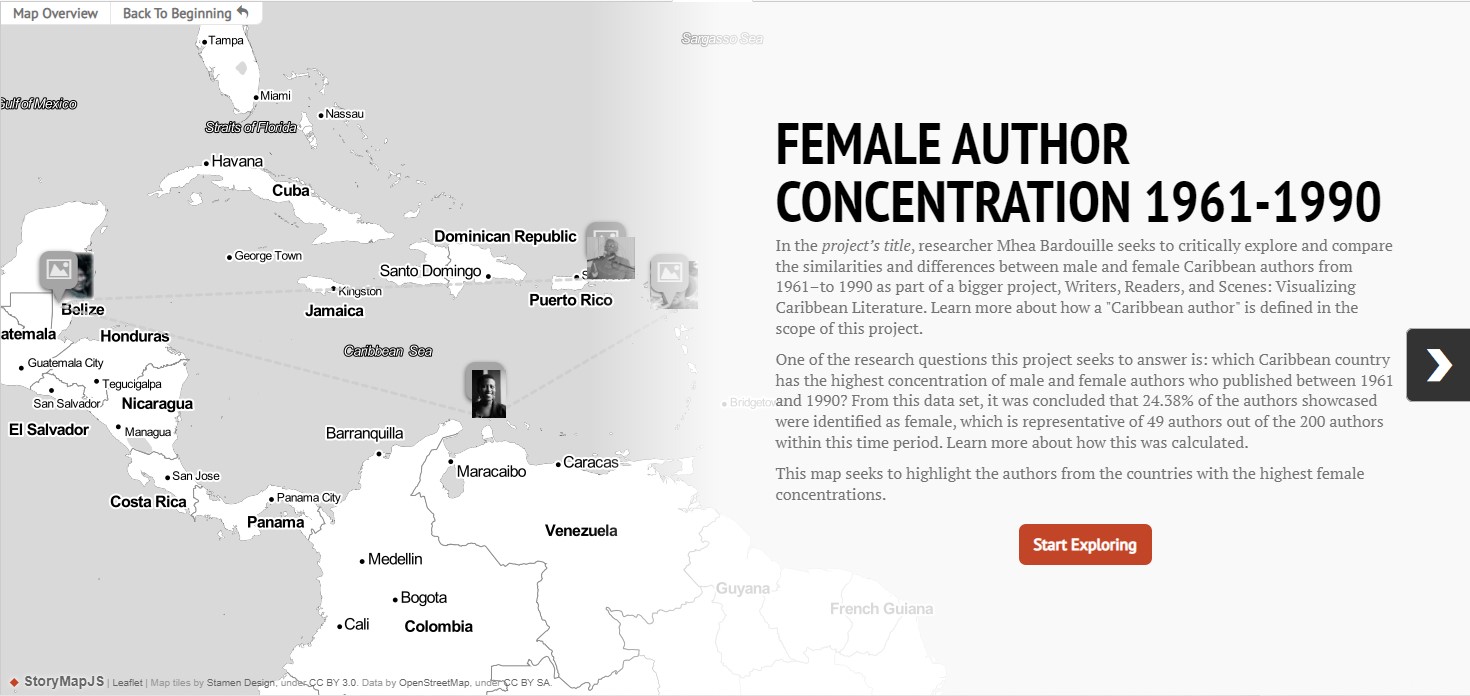 Map Overview
Back To Beginning
Tampa
Sargasso Sea
Miami
Gulf of Mexico
Nassau
Straits of Florida
Havana
Cuba
Dominican Republic
George Town
Santo Domingo
Kingston
Puerto Rico
Belize
Jamaica
atemala
Honduras
Caribbean Sea
Guatemala City
Tegucigalpa
San Salvador
Nicaragua
El Salvador
Managua
Barranquilla
Maracaibo
Caracas
San Jose
Costa Rica
Panama City
Panama
Venezuela
Medellin
Guyana
Bogota
French Guiana
Cali
Colombia
FEMALE AUTHOR
CONCENTRATION 1961-1990
In the project's title, researcher Mhea Bardouille seeks to critically explore and compare
the similarities and differences between male and female Caribbean authors from
1961–to 1990 as part of a bigger project, Writers, Readers, and Scenes: Visualizing
Caribbean Literature. Learn more about how a "Caribbean author" is defined in the
scope of this project.
One of the research questions this project seeks to answer is: which Caribbean country
has the highest concentration of male and female authors who published between 1961
and 1990? From this data set, it was concluded that 24.38% of the authors showcased
were identified as female, which is representative of 49 authors out of the 200 authors
within this time period. Learn more about how this was calculated.
This map seeks to highlight the authors from the countries with the highest female
concentrations.
Start Exploring
StoryMapJS | Leaflet | Map tiles by Stamen Design, under CC BY 3.0. Data by OpenStreetMap, under CC BY SA.